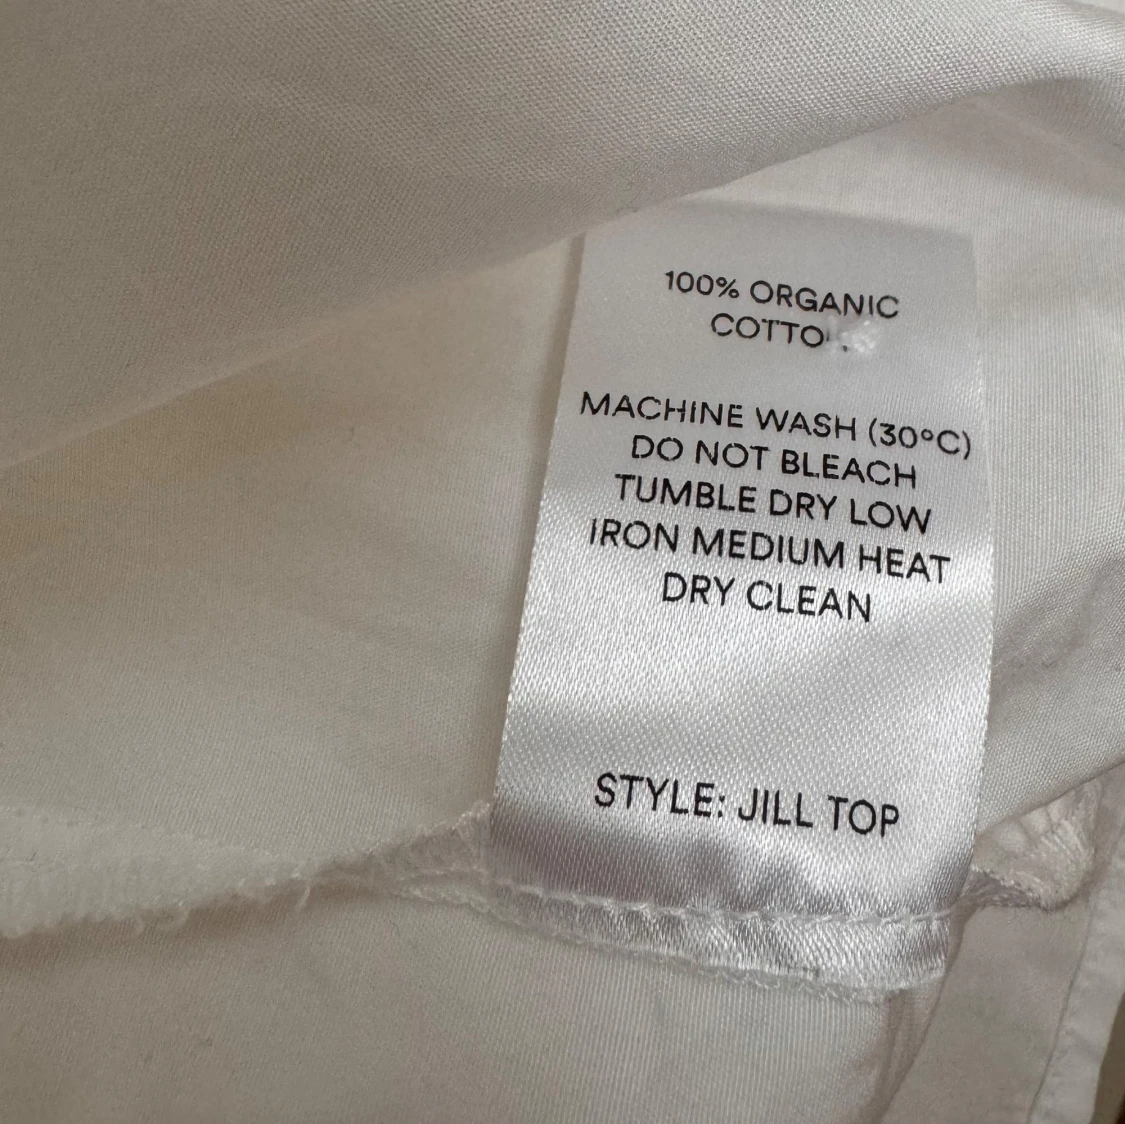 100% ORGANIC
COTTO
MACHINE WASH (30°C)
DO NOT BLEACH
TUMBLE DRY LOW
IRON MEDIUM HEAT
DRY CLEAN
STYLE: JILL TOP